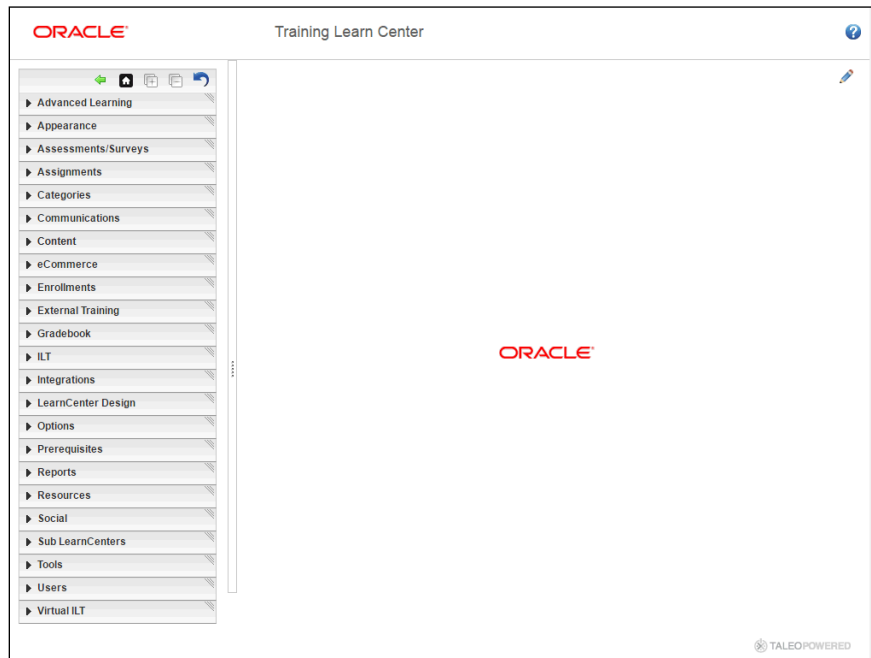 ORACLE®
Training Learn Center
?
Advanced Learning
Appearance
Assessments/Surveys
Assignments
Categories
Communications
Content
eCommerce
Enrollments
External Training
Gradebook
ILT
Integrations
LearnCenter Design
Options
Prerequisites
Reports
Resources
Social
Sub LearnCenters
Tools
Users
Virtual ILT
ORACLE®
TALEOPOWERED